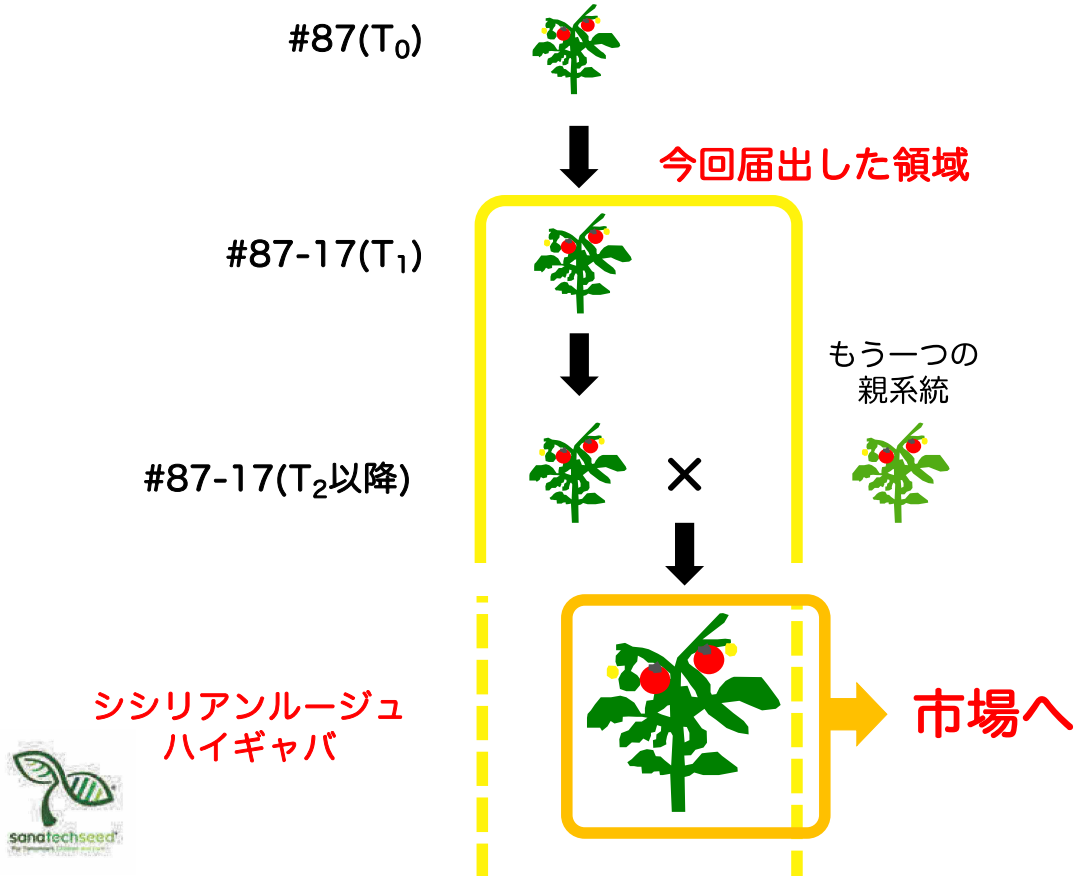 #87(T₀)
今回届出した領域
#87-17(T₁)
もう一つの
親系統
#87-17(T₂以降)
×
シシリアンルージュ
ハイギャバ
市場へ
sanatechseed